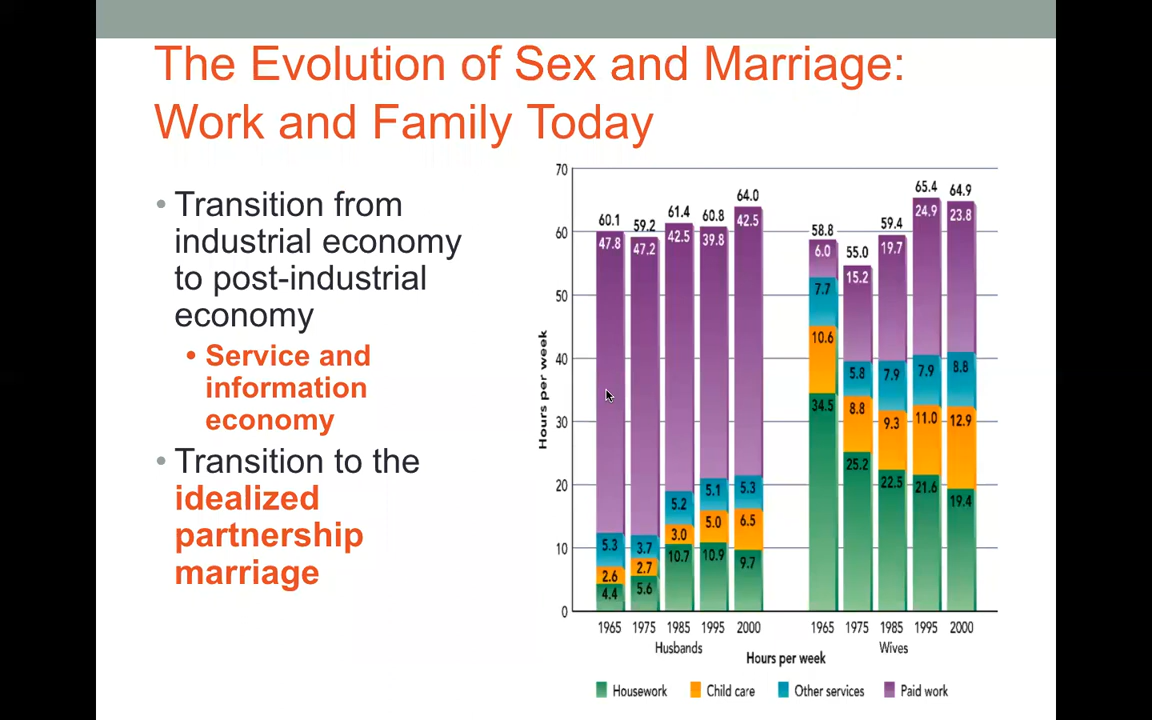 The Evolution of Sex and Marriage:
Work and Family Today
• Transition from
industrial economy
to post-industrial
economy
• Service and
information
economy
• Transition to the
idealized
partnership
marriage
70
60
50
40
30
20
10
0
Hours per week
60.1 59.2 61.4 60.8 64.0 58.8 55.0 59.4 65.4 64.9
47.8 47.2 42.5 39.8 42.5 6.0 15.2 19.7 24.9 23.8
5.3 3.7 5.2 5.1 5.3 7.7 5.8 7.9 7.9 8.8
2.6 2.7 3.0 5.0 6.5 10.6 8.8 9.3 11.0 12.9
4.4 5.6 10.7 10.9 9.7 34.5 25.2 22.5 21.6 19.4
1965 1975 1985 1995 2000 1965 1975 1985 1995 2000
Husbands Wives
Hours per week
Housework Child care Other services Paid work